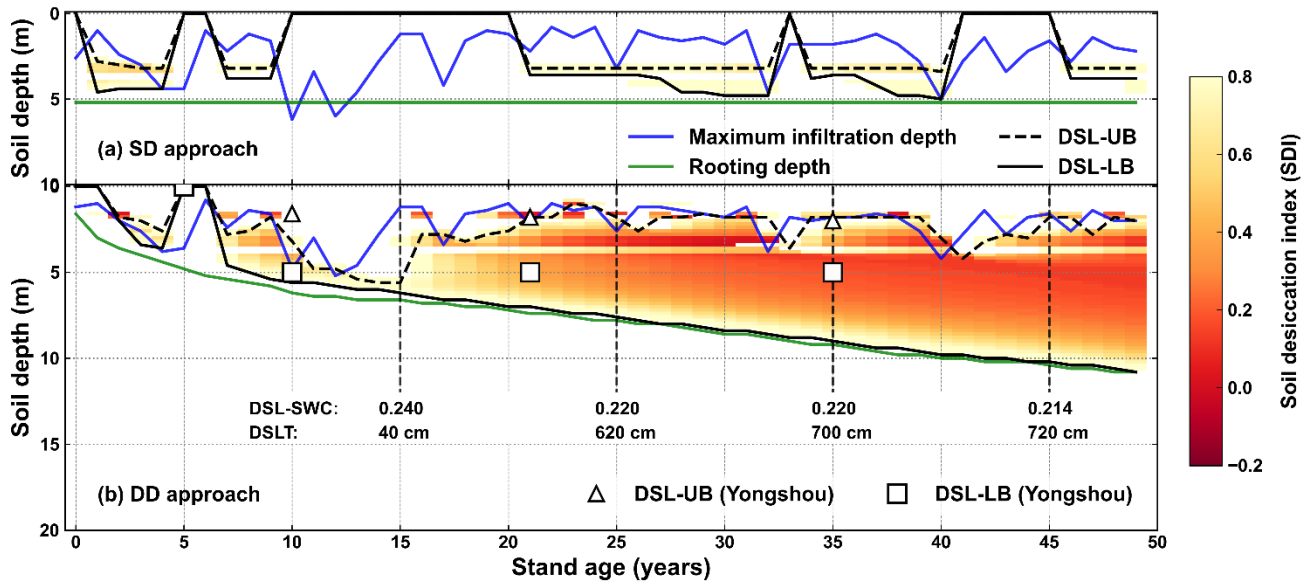 0
5
10
Soil depth (m)
(a) SD approach
Maximum infiltration depth
Rooting depth
DSL-UB
DSL-LB
0
5
10
15
20
Soil depth (m)
DSL-SWC: 0.240 0.220 0.220 0.214
DSLT: 40 cm 620 cm 700 cm 720 cm
(b) DD approach
DSL-UB (Yongshou)
DSL-LB (Yongshou)
0 5 10 15 20 25 30 35 40 45 50
Stand age (years)
0.8
0.6
0.4
0.2
0.0
−0.2
Soil desiccation index (SDI)